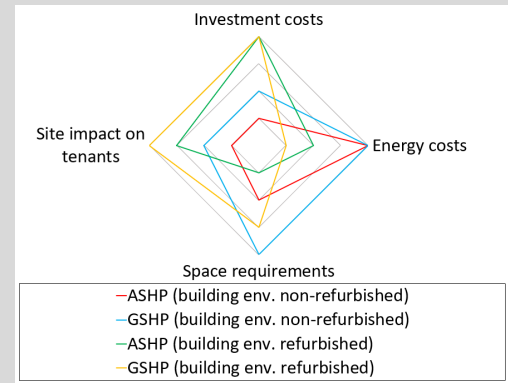 Investment costs
Site impact on
tenants
Energy costs
Space requirements
ASHP (building env. non-refurbished)
GSHP (building env. non-refurbished)
ASHP (building env. refurbished)
GSHP (building env. refurbished)